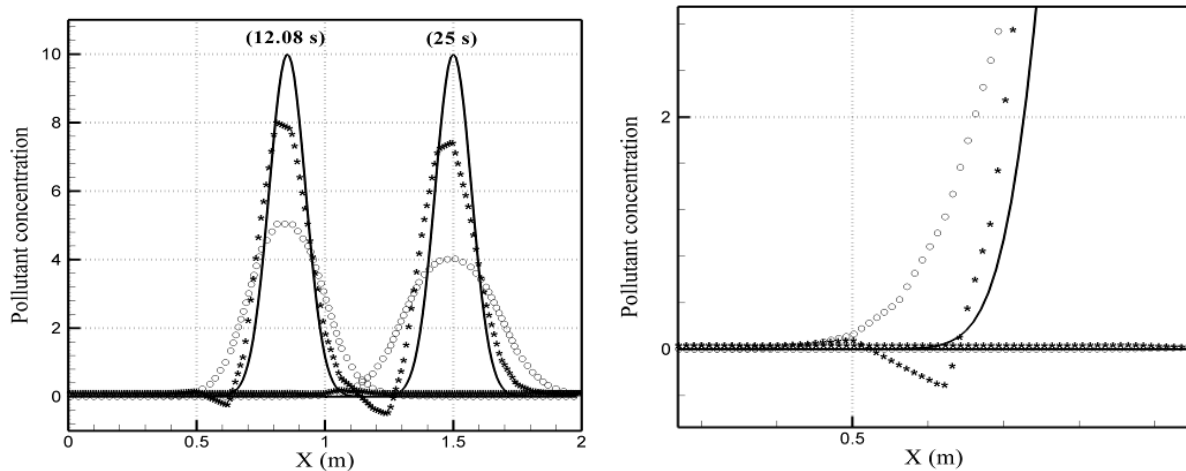 (12.08 s)
(25 s)
10
8
6
4
2
0
Pollutant concentration
0
0.5
1
1.5
2
X (m)
2
0
Pollutant concentration
0.5
X (m)